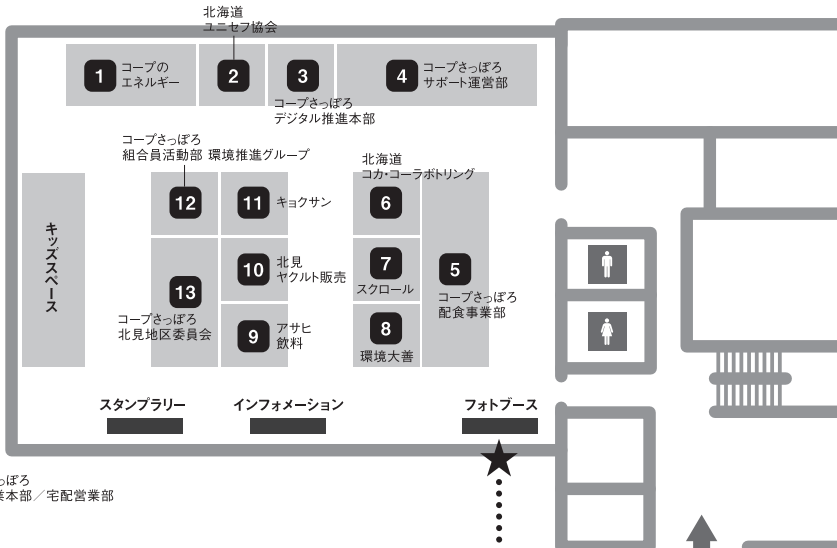 北海道
ユニセフ協会
1 コープの
エネルギー
2
3
コープさっぽろ
デジタル推進本部
4 コープさっぽろ
サポート運営部
コープさっぽろ
組合員活動部 環境推進グループ
北海道
コカ・コーラボトリング
キッズスペース
12
11 キョクサン
6
13
コープさっぽろ
北見地区委員会
10 北見
ヤクルト販売
7
スクロール
5
コープさっぽろ
配食事業部
9 アサヒ
飲料
8
環境大善
スタンプラリー
インフォメーション
フォトブース
っぽろ
業本部／宅配営業部